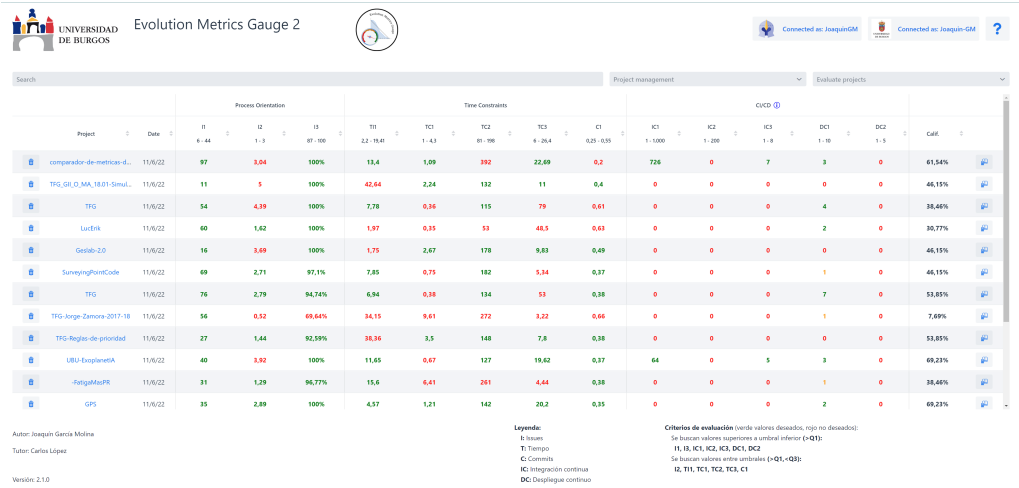 UNIVERSIDAD
DE BURGOS
Evolution Metrics Gauge 2
Connected as: JoaquinGM
Connected as: Joaquin-GM
?
Search
Project management
Evaluate projects
Process Orientation Time Constraints CI/CD
Project Date I1 I2 I3 TI1 TC1 TC2 TC3 C1 IC1 IC2 IC3 DC1 DC2 Calif.
6 - 44 1 - 3 87 - 100 2,2 - 19,41 1 - 4,3 81 - 198 6 - 26,4 0,25 - 0,55 1 - 1.000 1 - 200 1 - 8 1 - 10 1 - 5
comparador-de-metricas-d... 11/6/22 97 3,04 100% 13,4 1,09 392 22,69 0,2 726 0 7 3 0 61,54%
TFG_GII_O_MA_18.01-Simul... 11/6/22 11 5 100% 42,64 2,24 132 11 0,4 0 0 0 0 0 46,15%
TFG 11/6/22 54 4,39 100% 7,78 0,36 115 79 0,61 0 0 0 4 0 38,46%
LucErik 11/6/22 60 1,62 100% 1,97 0,35 53 48,5 0,63 0 0 0 2 0 30,77%
Geslab-2.0 11/6/22 16 3,69 100% 1,75 2,67 178 9,83 0,49 0 0 0 0 0 46,15%
SurveyingPointCode 11/6/22 69 2,71 97,1% 7,85 0,75 182 5,34 0,37 0 0 0 1 0 46,15%
TFG 11/6/22 76 2,79 94,74% 6,94 0,38 134 53 0,38 0 0 0 7 0 53,85%
TFG-Jorge-Zamora-2017-18 11/6/22 56 0,52 69,64% 34,15 9,61 272 3,22 0,66 0 0 0 1 0 7,69%
TFG-Reglas-de-prioridad 11/6/22 27 1,44 92,59% 38,36 3,5 148 7,8 0,38 0 0 0 0 0 53,85%
UBU-ExoplanetIA 11/6/22 40 3,92 100% 11,65 0,67 127 19,62 0,37 64 0 5 3 0 69,23%
-FatigaMasPR 11/6/22 31 1,29 96,77% 15,6 6,41 261 4,44 0,38 0 0 0 1 0 38,46%
GPS 11/6/22 35 2,89 100% 4,57 1,21 142 20,2 0,35 0 0 0 2 0 69,23%
Autor: Joaquín García Molina
Tutor: Carlos López
Versión: 2.1.0
Leyenda:
I: Issues
T: Tiempo
C: Commits
IC: Integración continua
DC: Despliegue continuo
Criterios de evaluación (verde valores deseados, rojo no deseados):
Se buscan valores superiores a umbral inferior (>Q1):
I1, I3, IC1, IC2, IC3, DC1, DC2
Se buscan valores entre umbrales (>Q1,<Q3):
I2, TI1, TC1, TC2, TC3, C1